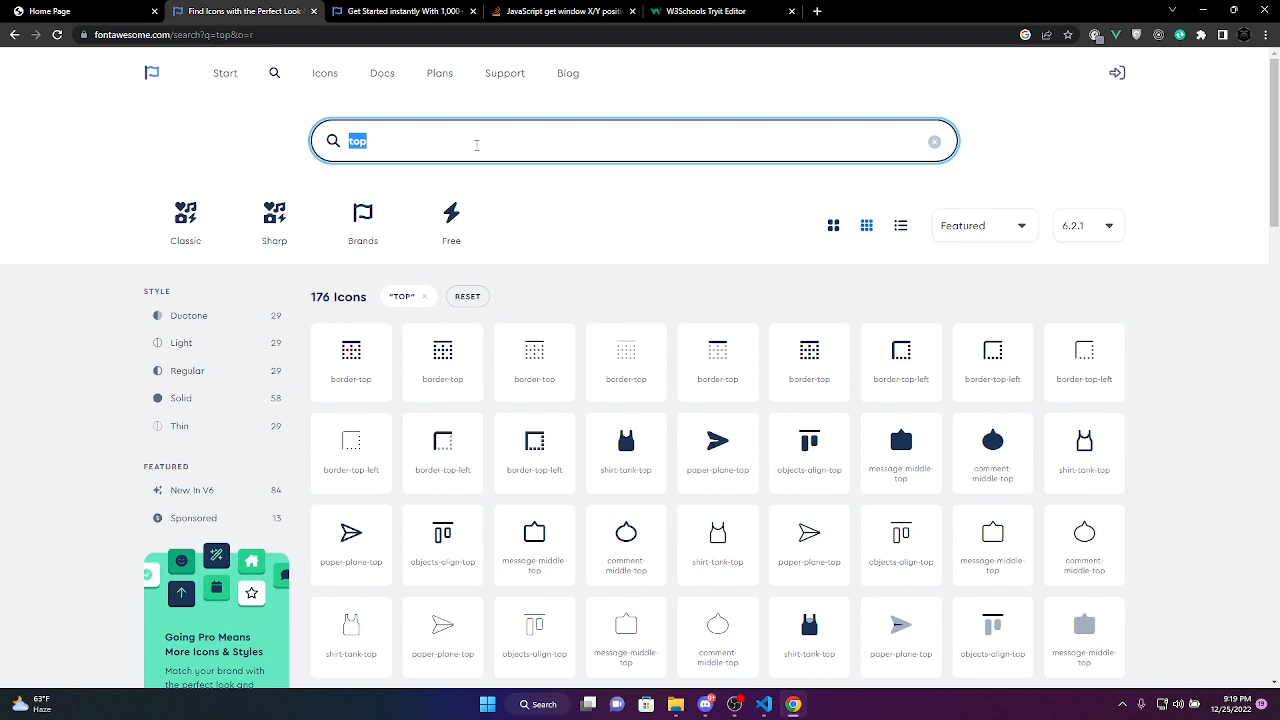 Home Page
Find Icons with the Perfect Look
Get Started instantly With 1,000+
JavaScript get window X/Y positi
W3Schools Tryit Editor
fontawesome.com/search?q=top&o=r
Start
Icons
Docs
Plans
Support
Blog
top
Classic
Sharp
Brands
Free
Featured
6.2.1
STYLE
Duotone 29
Light 29
Regular 29
Solid 58
Thin 29
FEATURED
New In V6 84
Sponsored 13
Going Pro Means
More Icons & Styles
Match your brand with
the perfect look and
176 Icons
"TOP"
RESET
border-top
border-top
border-top
border-top
border-top
border-top
border-top-left
border-top-left
border-top-left
border-top-left
border-top-left
border-top-left
shirt-tank-top
paper-plane-top
objects-align-top
message-middle-
top
comment-
middle-top
shirt-tank-top
paper-plane-top
objects-align-top
message-middle-
top
comment-
middle-top
shirt-tank-top
paper-plane-top
objects-align-top
message-middle-
top
comment-
middle-top
shirt-tank-top
paper-plane-top
objects-align-top
message-middle-
top
comment-
middle-top
shirt-tank-top
paper-plane-top
objects-align-top
message-middle-
top
63°F
Haze
Search
9:19 PM
12/25/2022